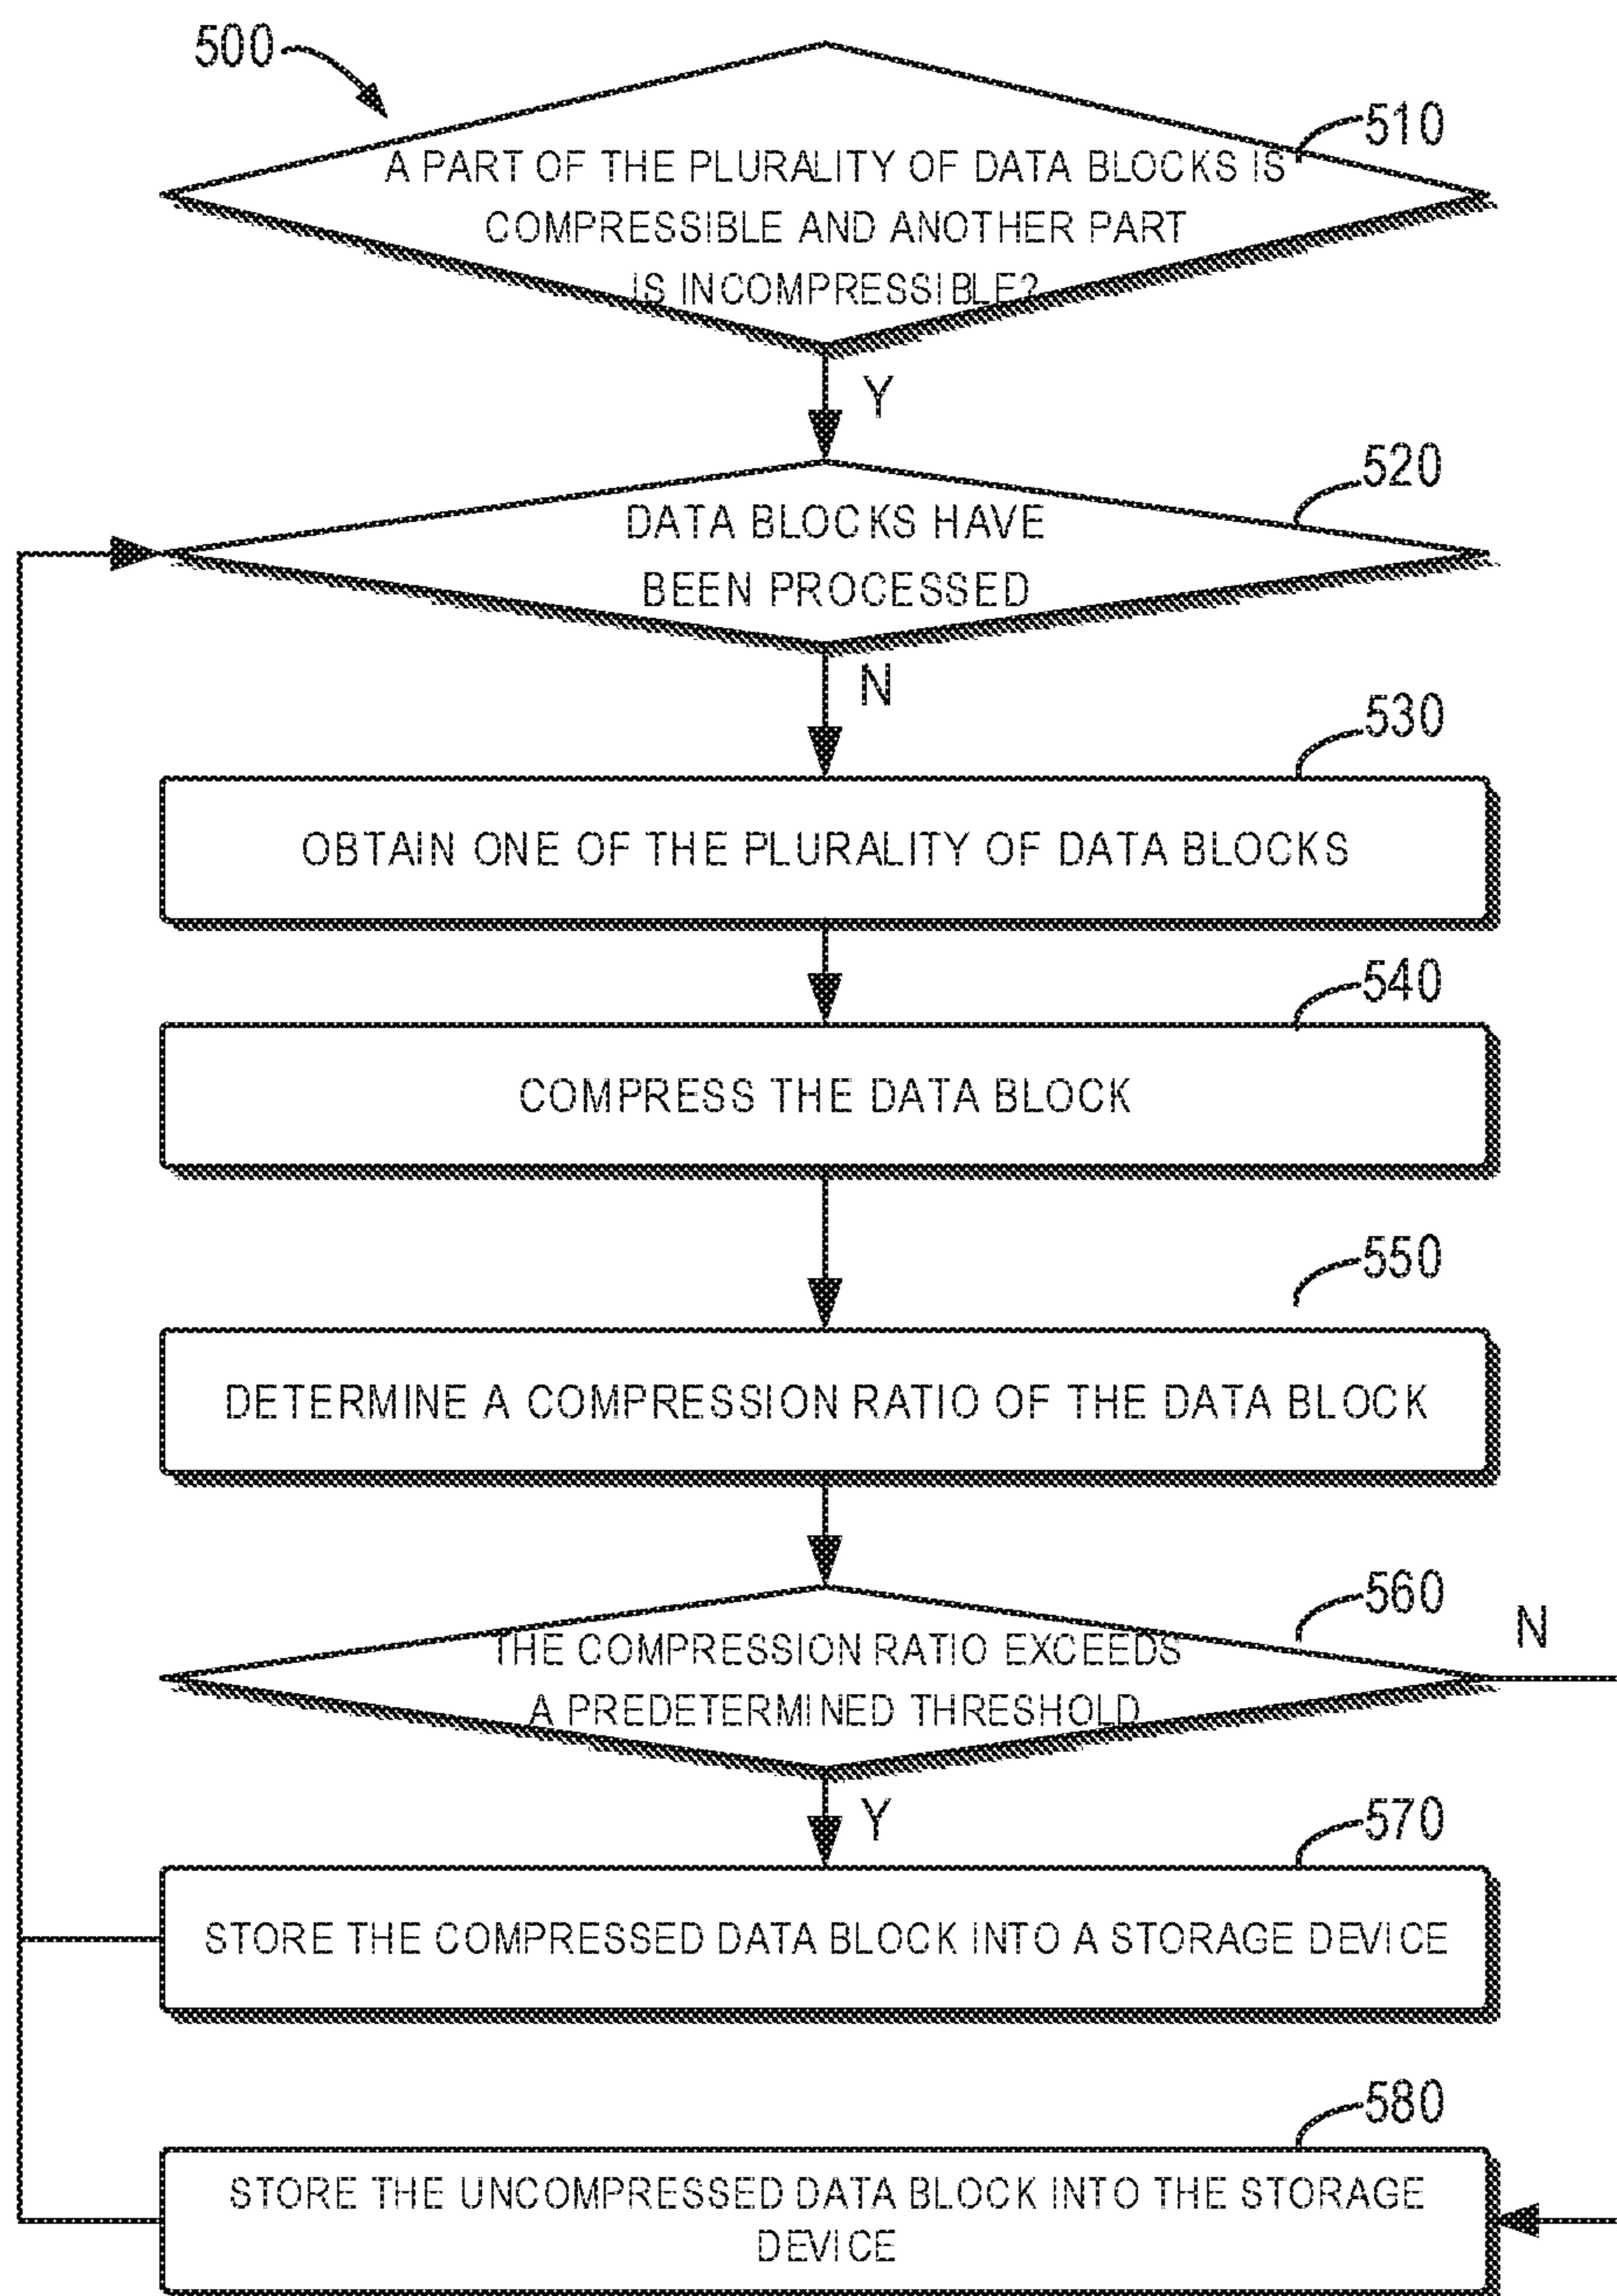 500
510
A PART OF THE PLURALITY OF DATA BLOCKS IS
COMPRESSIBLE AND ANOTHER PART
IS INCOMPRESSIBLE?
Y
520
DATA BLOCKS HAVE
BEEN PROCESSED
N
530
OBTAIN ONE OF THE PLURALITY OF DATA BLOCKS
540
COMPRESS THE DATA BLOCK
550
DETERMINE A COMPRESSION RATIO OF THE DATA BLOCK
560
N
THE COMPRESSION RATIO EXCEEDS
A PREDETERMINED THRESHOLD
Y
570
STORE THE COMPRESSED DATA BLOCK INTO A STORAGE DEVICE
580
STORE THE UNCOMPRESSED DATA BLOCK INTO THE STORAGE
DEVICE